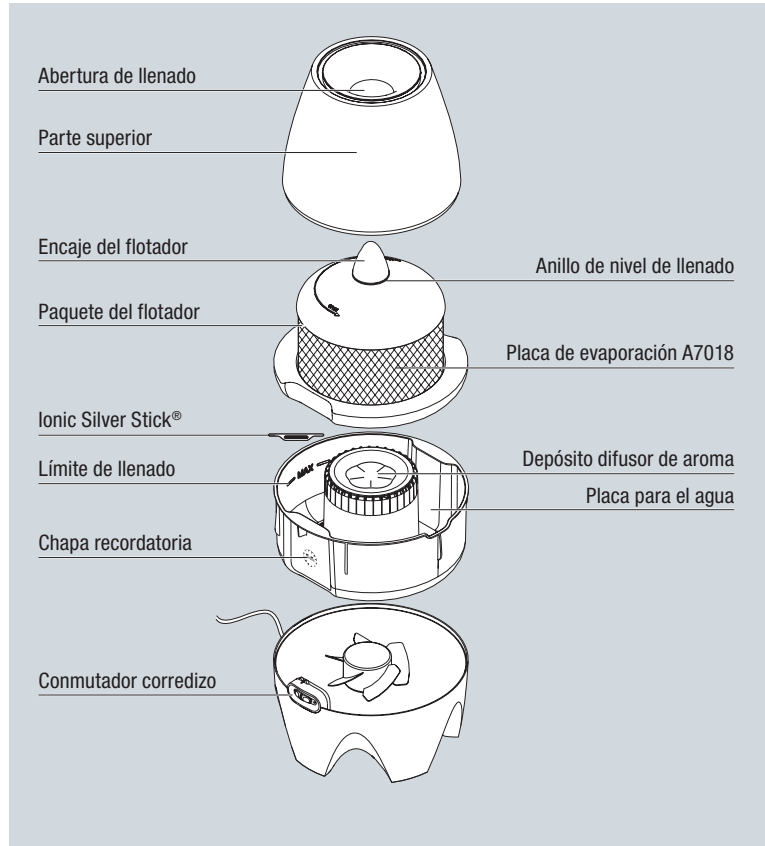 Abertura de llenado
Parte superior
Encaje del flotador
Anillo de nivel de llenado
Paquete del flotador
Placa de evaporación A7018
Ionic Silver Stick®
Límite de llenado
MAX
Depósito difusor de aroma
Placa para el agua
Chapa recordatoria
Conmutador corredizo